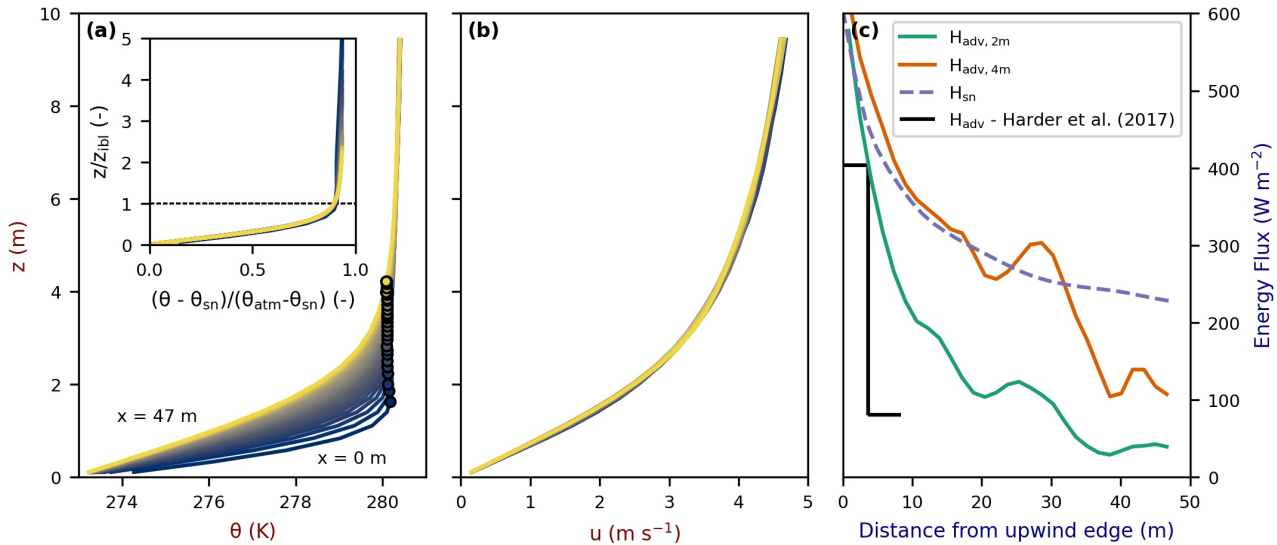 (a)
10
8
6
4
2
0
z (m)
274
276
278
280
θ (K)
x = 47 m
x = 0 m
5
4
3
2
1
0
z/z_ibl (-)
0.0
0.5
1.0
(θ - θ_sn)/(θ_atm-θ_sn) (-)
(b)
0
1
2
3
4
5
u (m s⁻¹)
(c)
H_adv, 2m
H_adv, 4m
H_sn
H_adv - Harder et al. (2017)
600
500
400
300
200
100
0
Energy Flux (W m⁻²)
0
10
20
30
40
50
Distance from upwind edge (m)